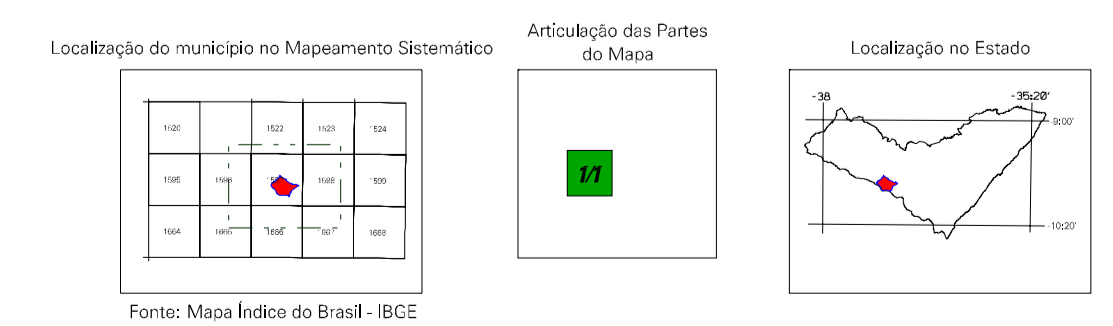 Localização do município no Mapeamento Sistemático
Articulação das Partes
do Mapa
Localização no Estado
1520
1522
1523
1524
1595
1599
1664
1668
1/1
-38
-35:20'
-9:00'
-10:20'
Fonte: Mapa Índice do Brasil - IBGE